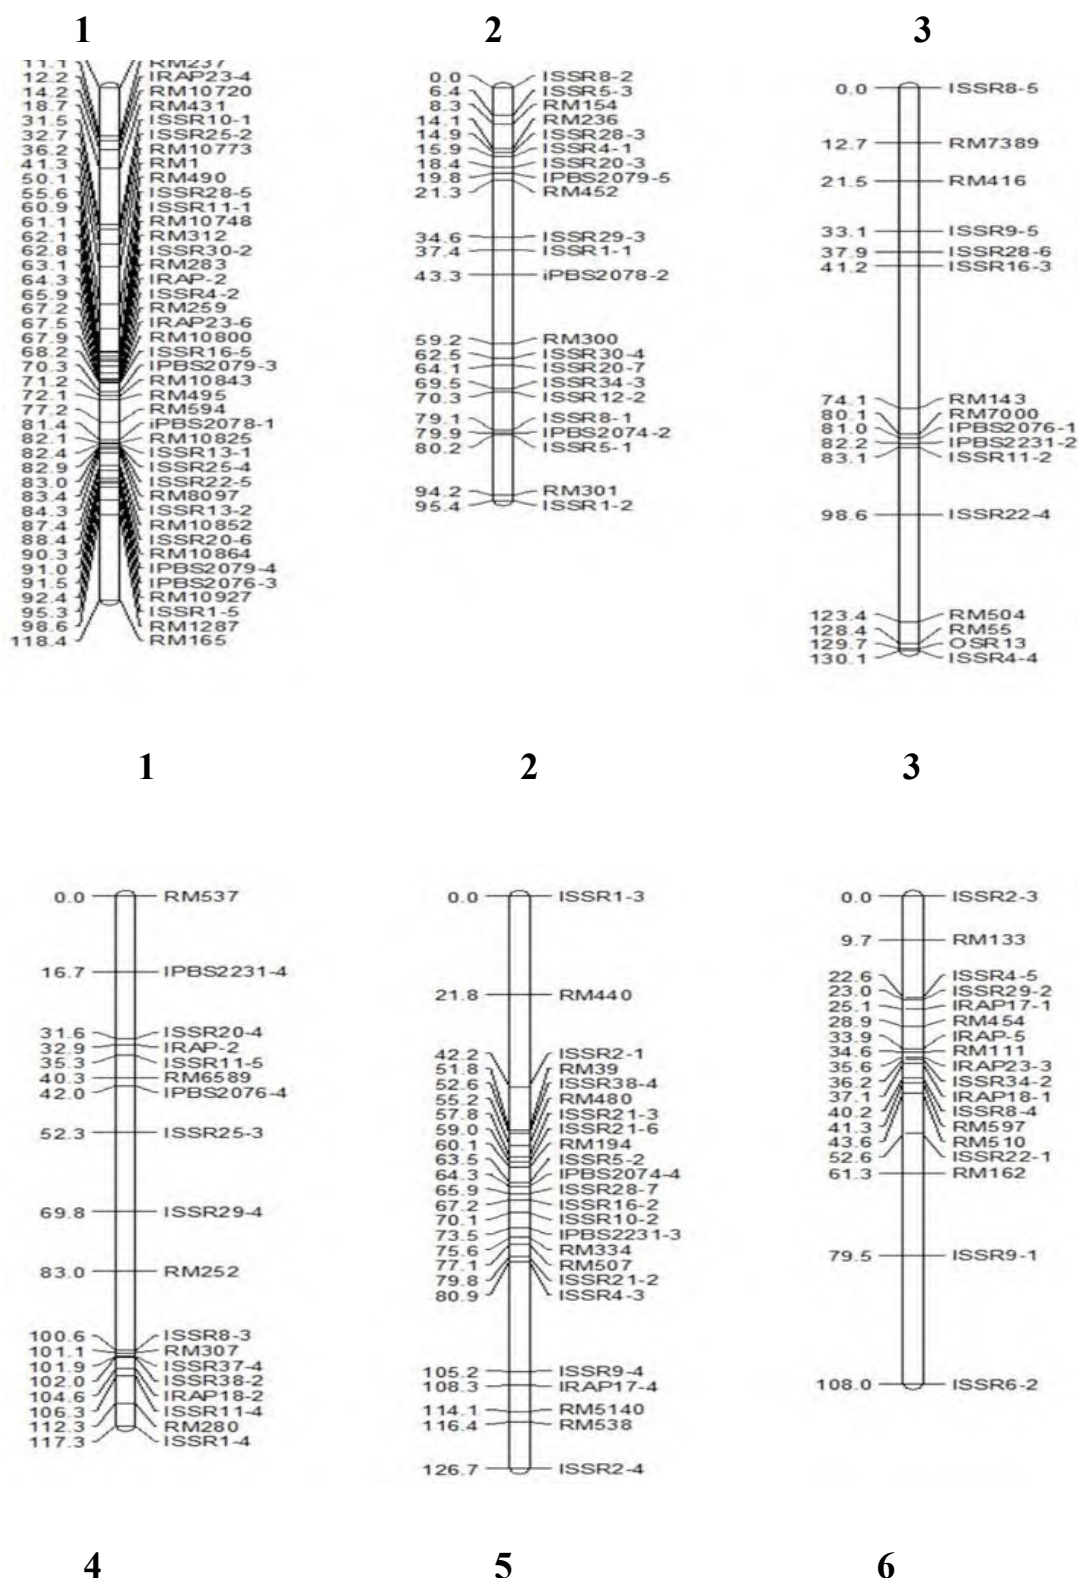 1 2 3
11.1 RM237
12.2 IRAP23-4
14.2 RM10720
18.7 RM431
31.5 ISSR10-1
32.7 ISSR25-2
36.2 RM10773
41.3 RM1
50.1 RM490
55.6 ISSR28-5
60.9 ISSR11-1
61.1 RM10748
62.1 RM312
62.8 ISSR30-2
63.1 RM283
64.3 IRAP-2
65.9 ISSR4-2
67.2 RM259
67.5 IRAP23-6
67.9 RM10800
68.2 ISSR16-5
70.3 IPBS2079-3
71.2 RM10843
72.1 RM495
77.2 RM594
81.4 iPBS2078-1
82.1 RM10825
82.4 ISSR13-1
82.9 ISSR25-4
83.0 ISSR22-5
83.4 RM8097
84.3 ISSR13-2
87.4 RM10852
88.4 ISSR20-6
90.3 RM10864
91.0 IPBS2079-4
91.5 IPBS2076-3
92.4 RM10927
95.3 ISSR1-5
98.6 RM1287
118.4 RM165
0.0 ISSR8-2
6.4 ISSR5-3
8.3 RM154
14.1 RM236
14.9 ISSR28-3
15.9 ISSR4-1
18.4 ISSR20-3
19.8 IPBS2079-5
21.3 RM452
34.6 ISSR29-3
37.4 ISSR1-1
43.3 iPBS2078-2
59.2 RM300
62.5 ISSR30-4
64.1 ISSR20-7
69.5 ISSR34-3
70.3 ISSR12-2
79.1 ISSR8-1
79.9 IPBS2074-2
80.2 ISSR5-1
94.2 RM301
95.4 ISSR1-2
0.0 ISSR8-5
12.7 RM7389
21.5 RM416
33.1 ISSR9-5
37.9 ISSR28-6
41.2 ISSR16-3
74.1 RM143
80.1 RM7000
81.0 IPBS2076-1
82.2 IPBS2231-2
83.1 ISSR11-2
98.6 ISSR22-4
123.4 RM504
128.4 RM55
129.7 OSR13
130.1 ISSR4-4
1 2 3
0.0 RM537
16.7 IPBS2231-4
31.6 ISSR20-4
32.9 IRAP-2
35.3 ISSR11-5
40.3 RM6589
42.0 IPBS2076-4
52.3 ISSR25-3
69.8 ISSR29-4
83.0 RM252
100.6 ISSR8-3
101.1 RM307
101.9 ISSR37-4
102.0 ISSR38-2
104.6 IRAP18-2
106.3 ISSR11-4
112.3 RM280
117.3 ISSR1-4
0.0 ISSR1-3
21.8 RM440
42.2 ISSR2-1
51.8 RM39
52.6 ISSR38-4
55.2 RM480
57.8 ISSR21-3
59.0 ISSR21-6
60.1 RM194
63.5 ISSR5-2
64.3 IPBS2074-4
65.9 ISSR28-7
67.2 ISSR16-2
70.1 ISSR10-2
73.5 IPBS2231-3
75.6 RM334
77.1 RM507
79.8 ISSR21-2
80.9 ISSR4-3
105.2 ISSR9-4
108.3 IRAP17-4
114.1 RM5140
116.4 RM538
126.7 ISSR2-4
0.0 ISSR2-3
9.7 RM133
22.6 ISSR4-5
23.0 ISSR29-2
25.1 IRAP17-1
28.9 RM454
33.9 IRAP-5
34.6 RM111
35.6 IRAP23-3
36.2 ISSR34-2
37.1 IRAP18-1
40.2 ISSR8-4
41.3 RM597
43.6 RM510
52.6 ISSR22-1
61.3 RM162
79.5 ISSR9-1
108.0 ISSR6-2
4 5 6